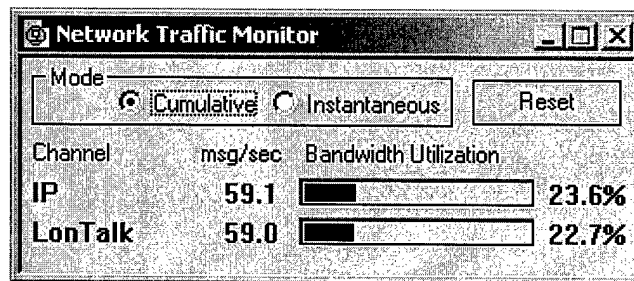 Network Traffic Monitor
Mode
Cumulative Instantaneous Reset
Channel msg/sec Bandwidth Utilization
IP 59.1 23.6%
LonTalk 59.0 22.7%